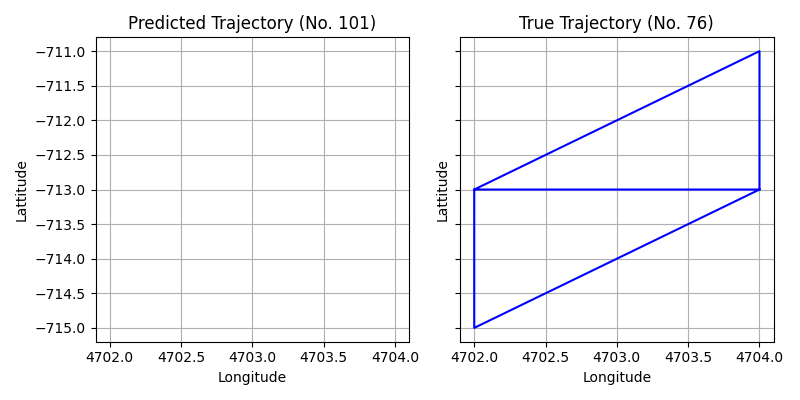 Predicted Trajectory (No. 101)
True Trajectory (No. 76)
−711.0
−711.5
−712.0
−712.5
−713.0
−713.5
−714.0
−714.5
−715.0
Lattitude
Lattitude
4702.0 4702.5 4703.0 4703.5 4704.0
4702.0 4702.5 4703.0 4703.5 4704.0
Longitude
Longitude